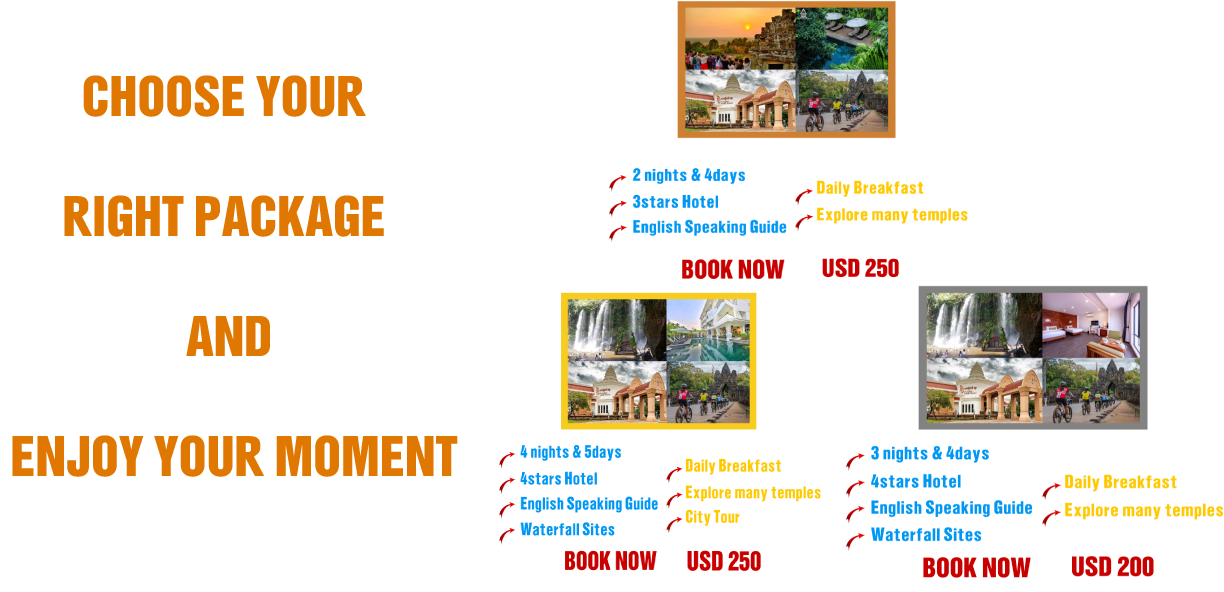 CHOOSE YOUR
RIGHT PACKAGE
AND
ENJOY YOUR MOMENT
2 nights & 4days
3stars Hotel
English Speaking Guide
Daily Breakfast
Explore many temples
BOOK NOW
USD 250
4 nights & 5days
4stars Hotel
English Speaking Guide
Waterfall Sites
Daily Breakfast
Explore many temples
City Tour
BOOK NOW
USD 250
3 nights & 4days
4stars Hotel
English Speaking Guide
Waterfall Sites
Daily Breakfast
Explore many temples
BOOK NOW
USD 200